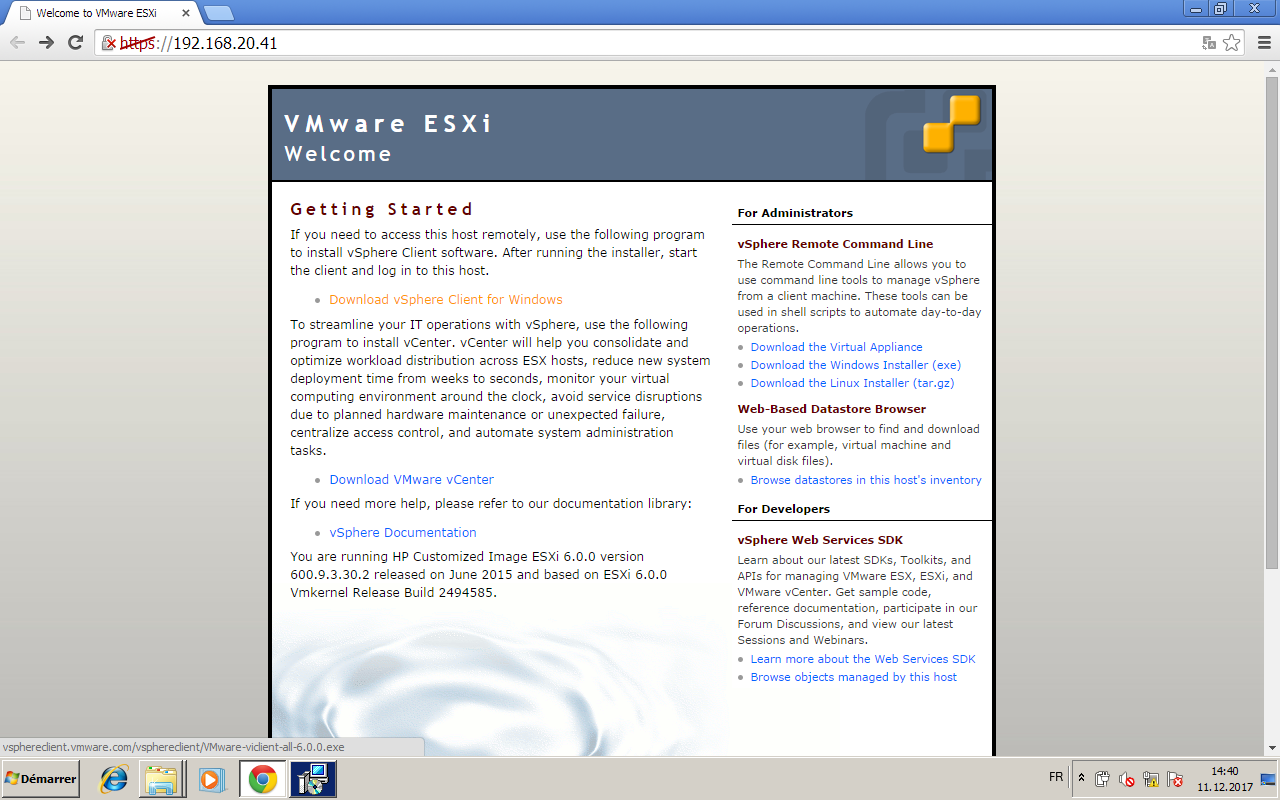 Welcome to VMware ESXi
https://192.168.20.41
VMware ESXi
Welcome
Getting Started
If you need to access this host remotely, use the following program
to install vSphere Client software. After running the installer, start
the client and log in to this host.
Download vSphere Client for Windows
To streamline your IT operations with vSphere, use the following
program to install vCenter. vCenter will help you consolidate and
optimize workload distribution across ESX hosts, reduce new system
deployment time from weeks to seconds, monitor your virtual
computing environment around the clock, avoid service disruptions
due to planned hardware maintenance or unexpected failure,
centralize access control, and automate system administration
tasks.
Download VMware vCenter
If you need more help, please refer to our documentation library:
vSphere Documentation
You are running HP Customized Image ESXi 6.0.0 version
600.9.3.30.2 released on June 2015 and based on ESXi 6.0.0
Vmkernel Release Build 2494585.
For Administrators
vSphere Remote Command Line
The Remote Command Line allows you to
use command line tools to manage vSphere
from a client machine. These tools can be
used in shell scripts to automate day-to-day
operations.
Download the Virtual Appliance
Download the Windows Installer (exe)
Download the Linux Installer (tar.gz)
Web-Based Datastore Browser
Use your web browser to find and download
files (for example, virtual machine and
virtual disk files).
Browse datastores in this host's inventory
For Developers
vSphere Web Services SDK
Learn about our latest SDKs, Toolkits, and
APIs for managing VMware ESX, ESXi, and
VMware vCenter. Get sample code,
reference documentation, participate in our
Forum Discussions, and view our latest
Sessions and Webinars.
Learn more about the Web Services SDK
Browse objects managed by this host
vsphereclient.vmware.com/vsphereclient/VMware-viclient-all-6.0.0.exe
Démarrer
FR
14:40
11.12.2017